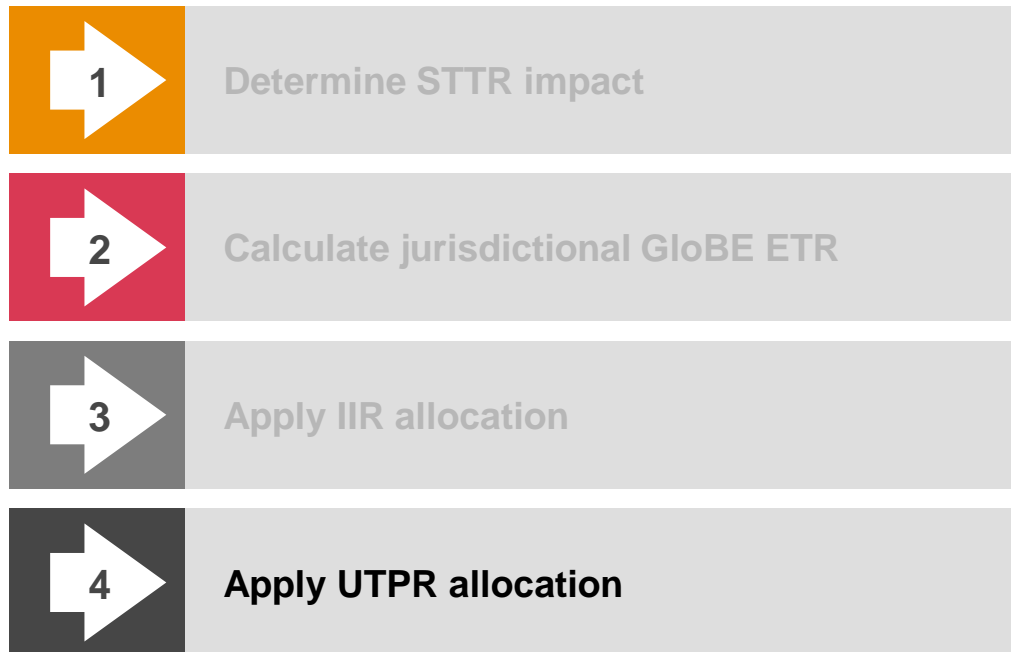 1
Determine STTR impact
2
Calculate jurisdictional GloBE ETR
3
Apply IIR allocation
4
Apply UTPR allocation